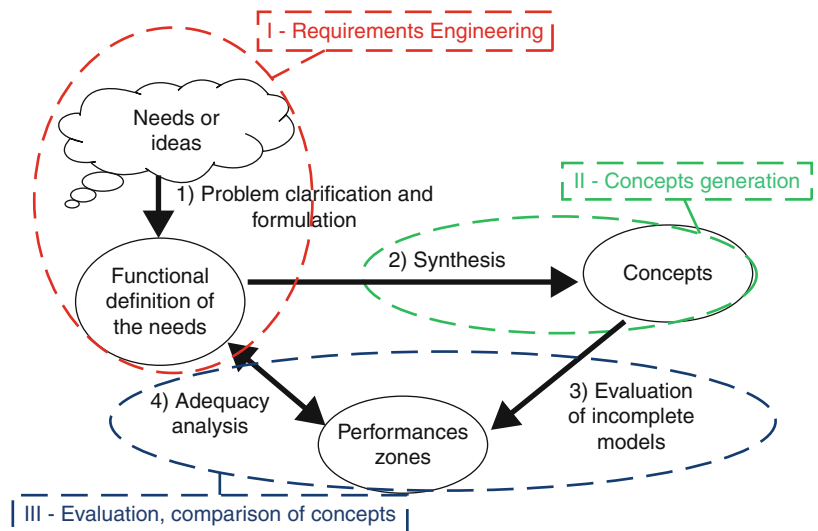 I - Requirements Engineering
Needs or
ideas
1) Problem clarification and
formulation
II - Concepts generation
Functional
definition of
the needs
2) Synthesis
Concepts
4) Adequacy
analysis
Performances
zones
3) Evaluation
of incomplete
models
III - Evaluation, comparison of concepts